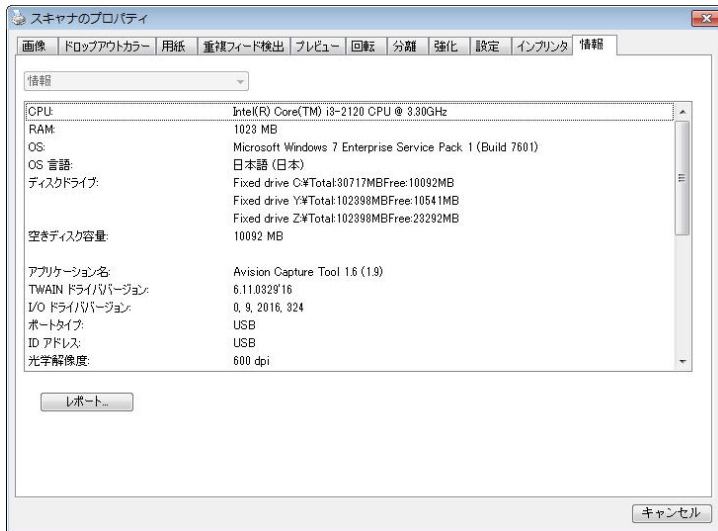 スキャナのプロパティ
画像 ドロップアウトカラー 用紙 重複フィード検出 プレビュー 回転 分離 強化 設定 インプリンタ 情報
情報
CPU: Intel(R) Core(TM) i3-2120 CPU @ 3.30GHz
RAM: 1023 MB
OS: Microsoft Windows 7 Enterprise Service Pack 1 (Build 7601)
OS 言語: 日本語 (日本)
ディスクドライブ: Fixed drive C:¥Total:30717MBFree:10092MB
Fixed drive Y:¥Total:102398MBFree:10541MB
Fixed drive Z:¥Total:102398MBFree:23292MB
空きディスク容量: 10092 MB
アプリケーション名: Avision Capture Tool 1.6 (1.9)
TWAIN ドライババージョン: 6.11.0329'16
I/O ドライババージョン: 0, 9, 2016, 324
ポートタイプ: USB
ID アドレス: USB
光学解像度: 600 dpi
レポート...
キャンセル